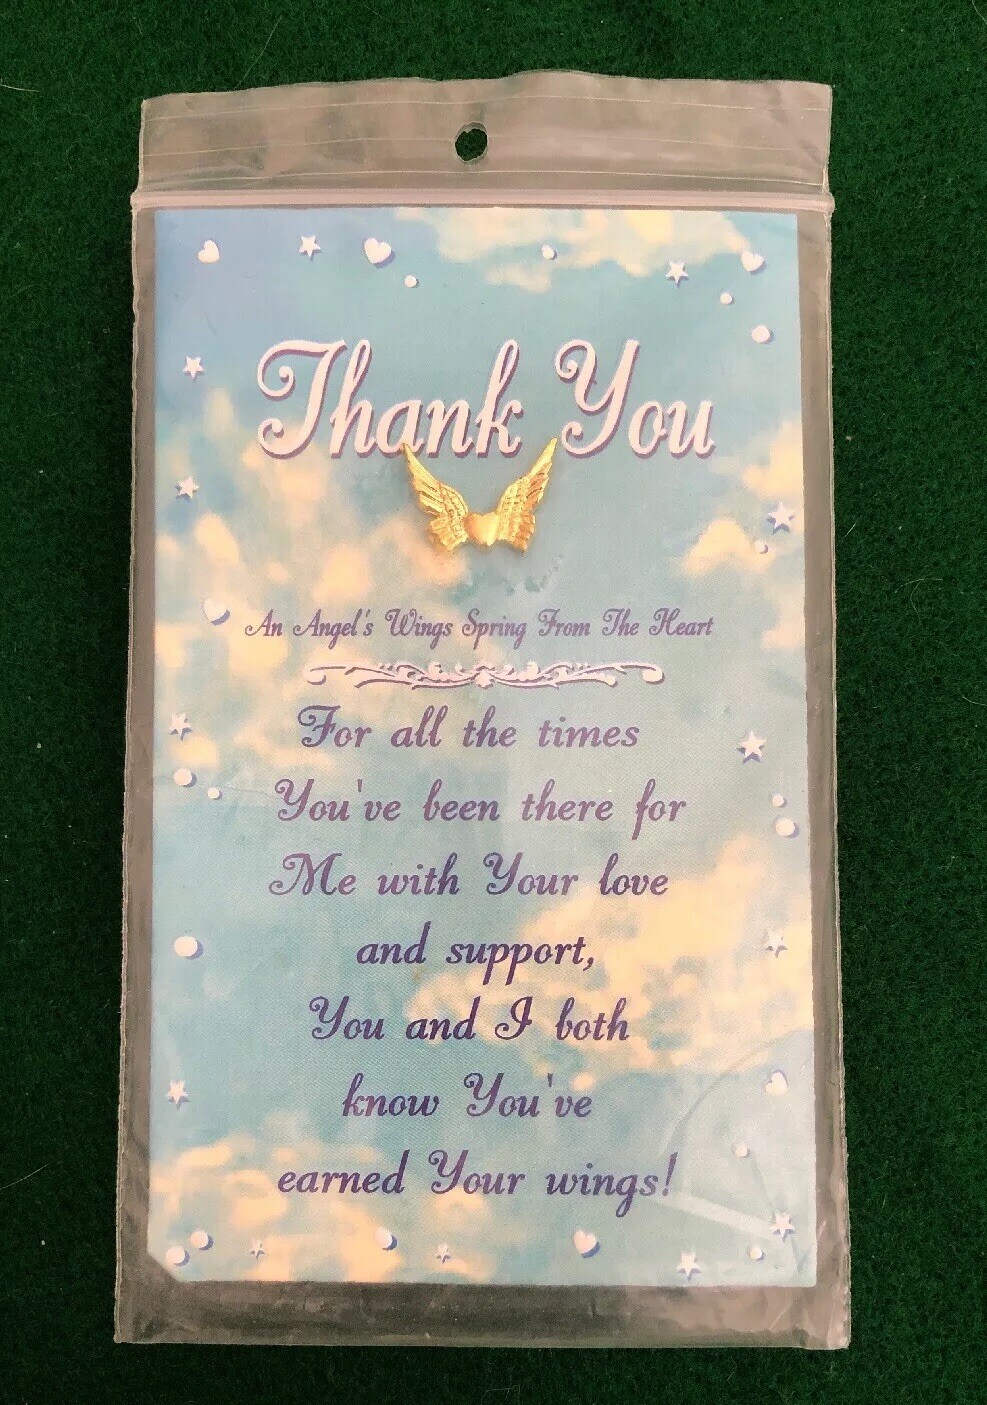 Thank You
An Angel's Wings Spring From The Heart
For all the times
You've been there for
Me with Your love
and support,
You and I both
know You've
earned Your wings!